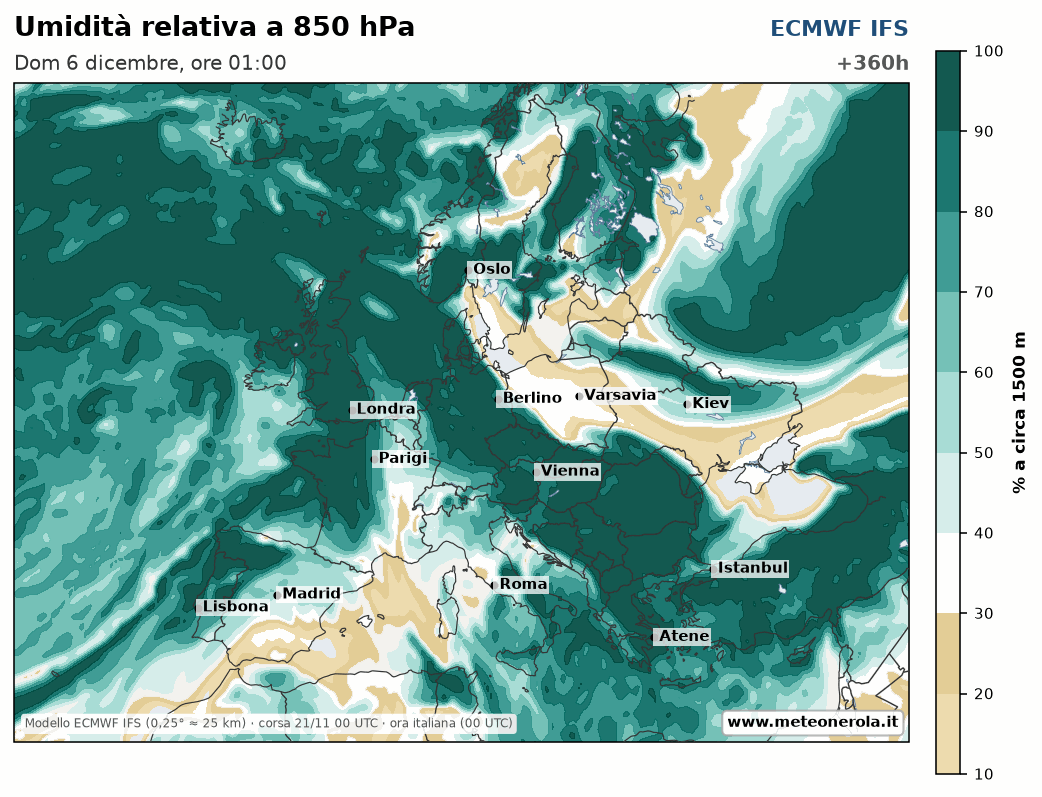 Umidità relativa a 850 hPa
ECMWF IFS
Dom 6 dicembre, ore 01:00
+360h
100
90
80
70
60
50
40
30
20
10
% a circa 1500 m
Oslo
Berlino
Varsavia
Kiev
Londra
Parigi
Vienna
Istanbul
Roma
Madrid
Lisbona
Atene
Modello ECMWF IFS (0,25° ≈ 25 km) · corsa 21/11 00 UTC · ora italiana (00 UTC)
www.meteonerola.it